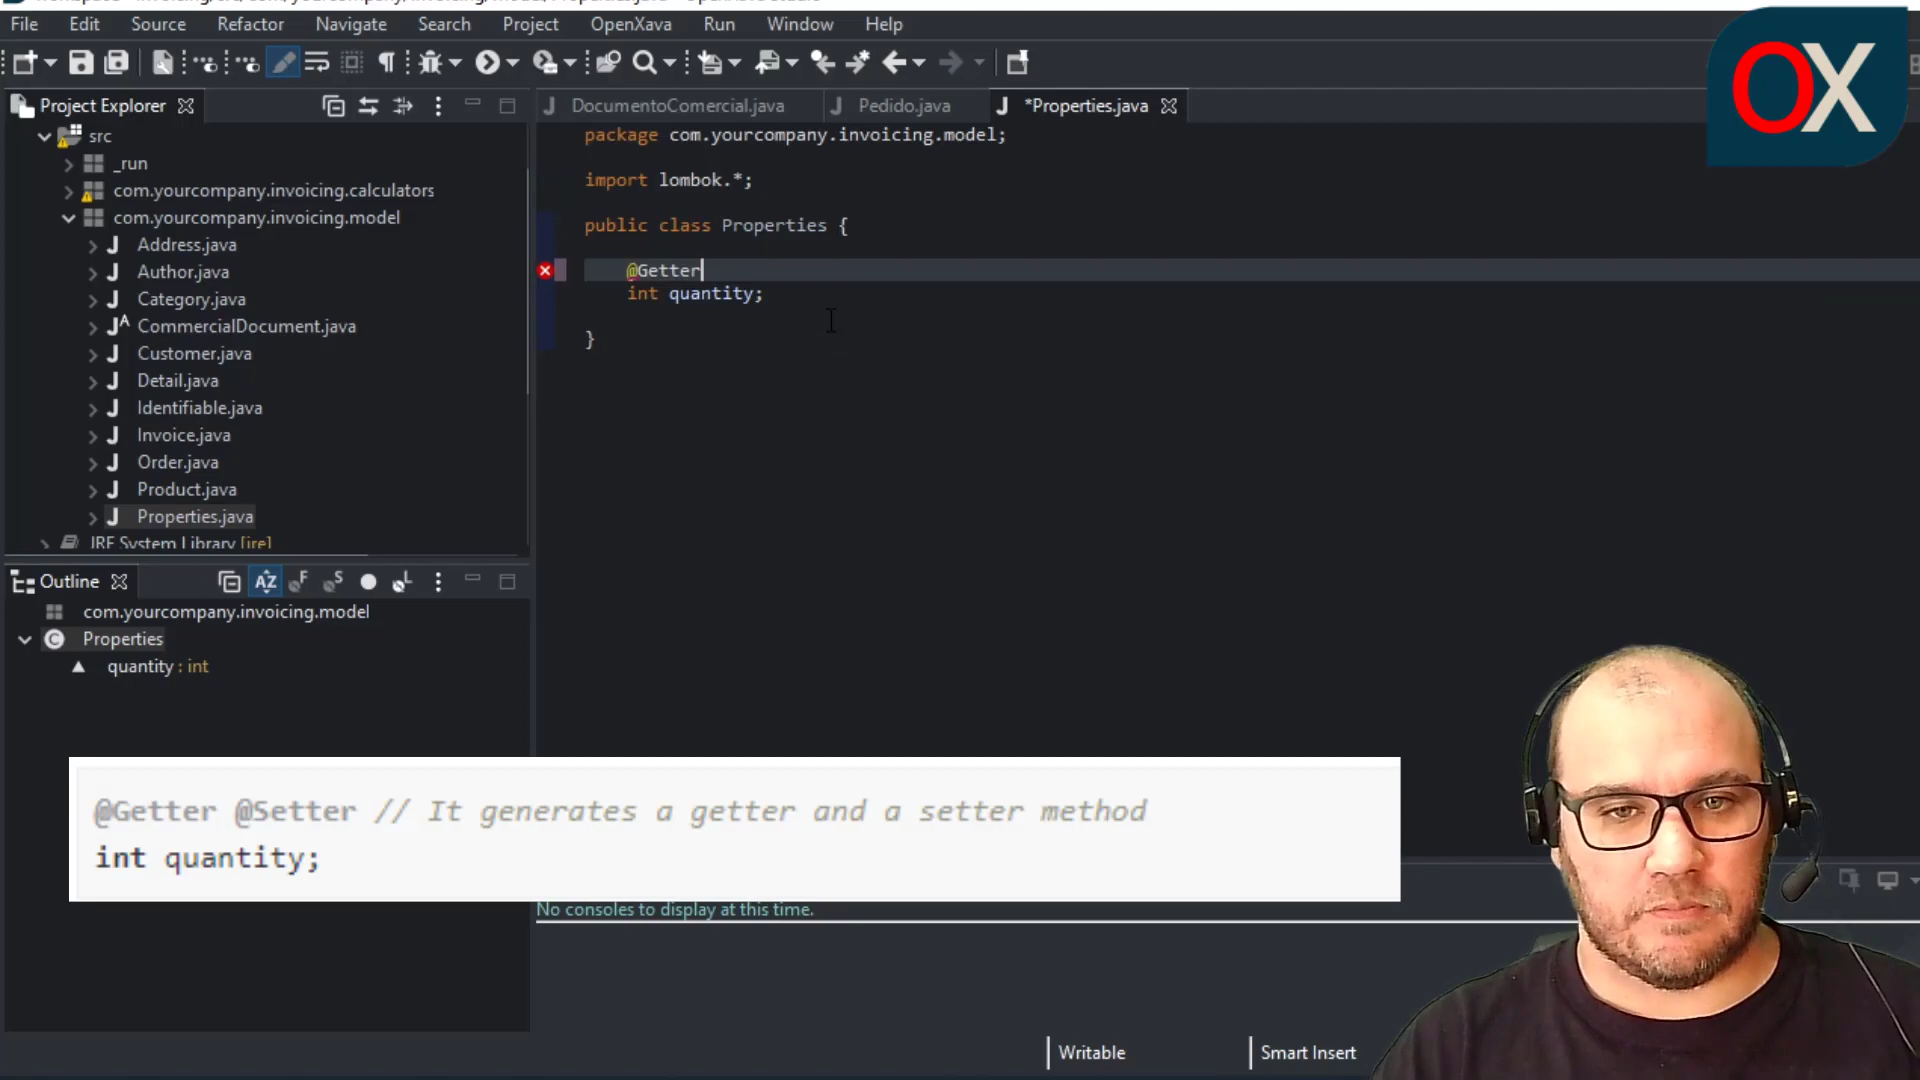 File Edit Source Refactor Navigate Search Project OpenXava Run Window Help
OX
Project Explorer
DocumentoComercial.java Pedido.java *Properties.java
src
_run
com.yourcompany.invoicing.calculators
com.yourcompany.invoicing.model
Address.java
Author.java
Category.java
CommercialDocument.java
Customer.java
Detail.java
Identifiable.java
Invoice.java
Order.java
Product.java
Properties.java
JRE System Library [jre]
package com.yourcompany.invoicing.model;
import lombok.*;
public class Properties {
@Getter
int quantity;
}
Outline
com.yourcompany.invoicing.model
Properties
quantity : int
@Getter @Setter // It generates a getter and a setter method
int quantity;
No consoles to display at this time.
Writable Smart Insert